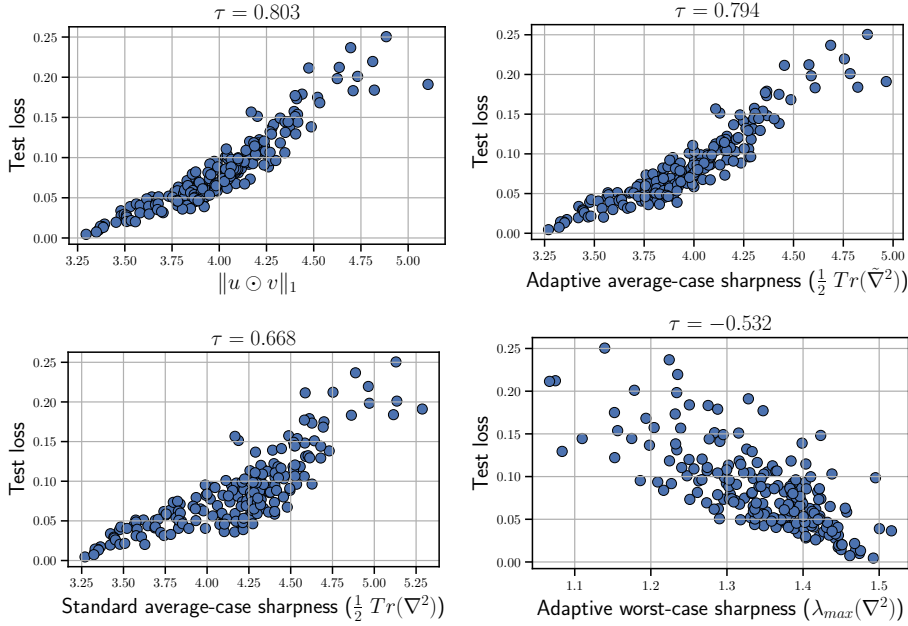 τ = 0.803
0.25
0.20
0.15
0.10
0.05
0.00
Test loss
3.25 3.50 3.75 4.00 4.25 4.50 4.75 5.00
∥u ⊙ v∥₁
τ = 0.794
0.25
0.20
0.15
0.10
0.05
0.00
Test loss
3.25 3.50 3.75 4.00 4.25 4.50 4.75 5.00
Adaptive average-case sharpness (½ Tr(∇̃²)
τ = 0.668
0.25
0.20
0.15
0.10
0.05
0.00
Test loss
3.25 3.50 3.75 4.00 4.25 4.50 4.75 5.00 5.25
Standard average-case sharpness (½ Tr(∇²)
τ = −0.532
0.25
0.20
0.15
0.10
0.05
0.00
Test loss
1.1 1.2 1.3 1.4 1.5
Adaptive worst-case sharpness (λ_max(∇²)